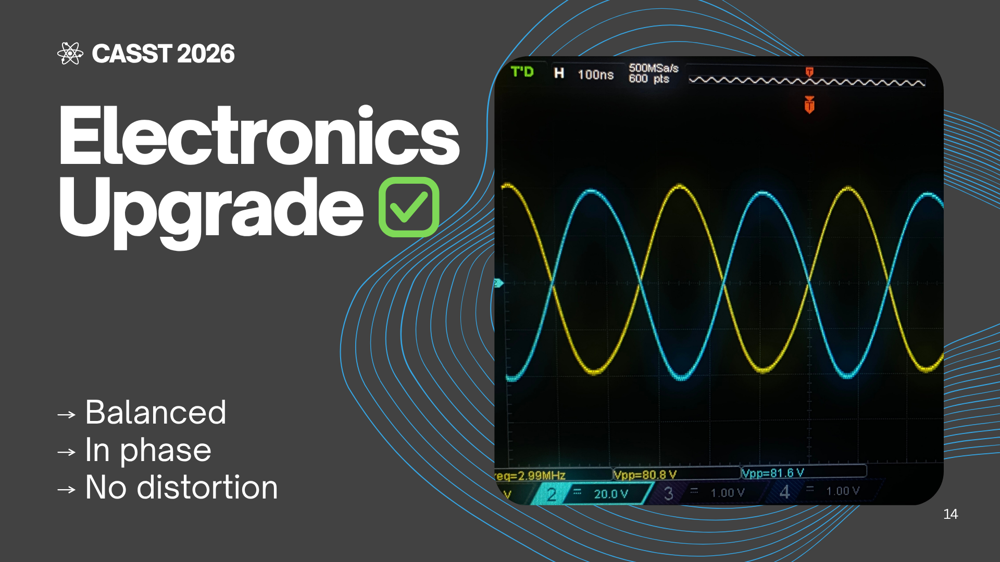 CASST 2026
Electronics
Upgrade
→ Balanced
→ In phase
→ No distortion
T'D H 100ns 500MSa/s
600 pts
T
T
2
req=2.99MHz Vpp=80.8 V Vpp=81.6 V
V 2 20.0 V 3 1.00 V 4 1.00 V
14